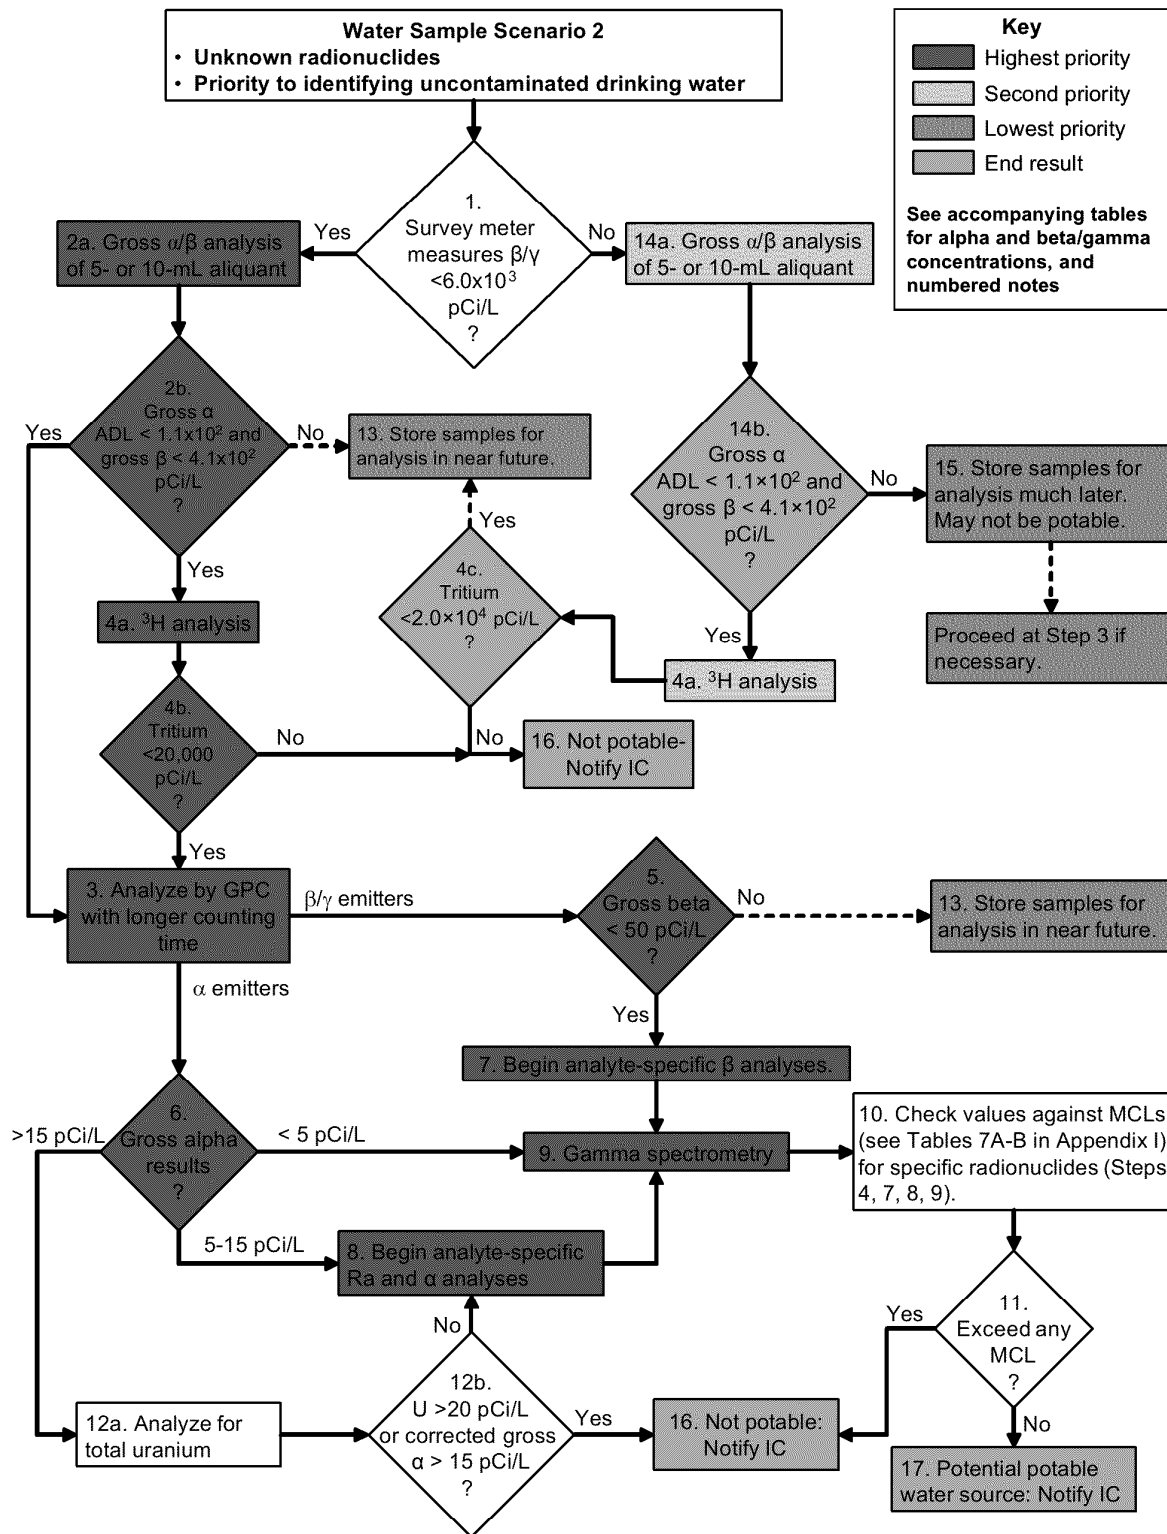 Water Sample Scenario 2
• Unknown radionuclides
• Priority to identifying uncontaminated drinking water
Key
Highest priority
Second priority
Lowest priority
End result
See accompanying tables
for alpha and beta/gamma
concentrations, and
numbered notes
1.
Survey meter
measures β/γ
<6.0x10³
pCi/L
?
Yes
No
2a. Gross α/β analysis
of 5- or 10-mL aliquant
14a. Gross α/β analysis
of 5- or 10-mL aliquant
2b.
Gross α
ADL < 1.1x10² and
gross β < 4.1x10²
pCi/L
?
Yes
No
Yes
13. Store samples for
analysis in near future.
14b.
Gross α
ADL < 1.1×10² and
gross β < 4.1×10²
pCi/L
?
No
Yes
15. Store samples for
analysis much later.
May not be potable.
Proceed at Step 3 if
necessary.
4a. ³H analysis
4c.
Tritium
<2.0×10⁴ pCi/L
?
Yes
No
4a. ³H analysis
4b.
Tritium
<20,000
pCi/L
?
No
Yes
16. Not potable-
Notify IC
3. Analyze by GPC
with longer counting
time
β/γ emitters
α emitters
5.
Gross beta
< 50 pCi/L
?
No
Yes
13. Store samples for
analysis in near future.
7. Begin analyte-specific β analyses.
6.
Gross alpha
results
?
>15 pCi/L
< 5 pCi/L
5-15 pCi/L
9. Gamma spectrometry
10. Check values against MCLs
(see Tables 7A-B in Appendix I)
for specific radionuclides (Steps
4, 7, 8, 9).
8. Begin analyte-specific
Ra and α analyses
No
11.
Exceed any
MCL
?
Yes
No
12a. Analyze for
total uranium
12b.
U >20 pCi/L
or corrected gross
α > 15 pCi/L
?
Yes
16. Not potable:
Notify IC
17. Potential potable
water source: Notify IC